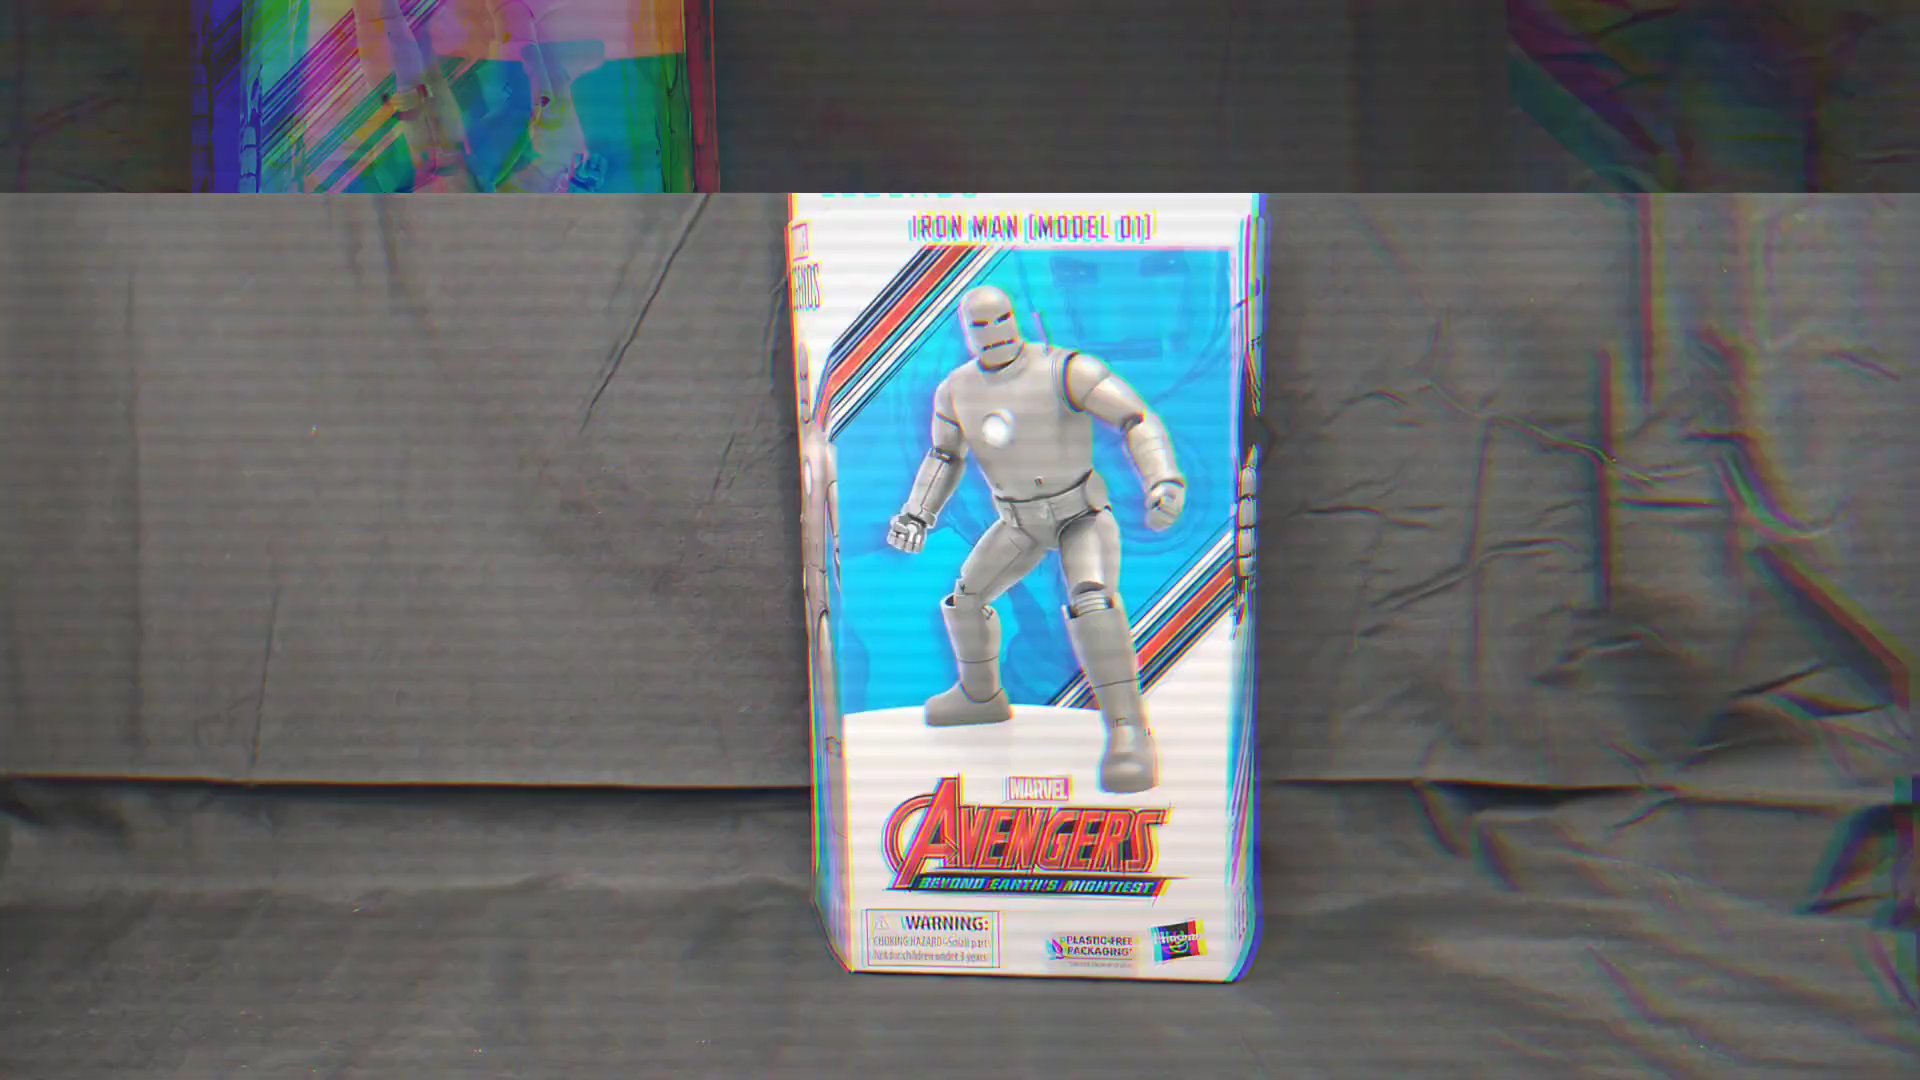 IRON MAN [MODEL 01]
MARVEL
AVENGERS
BEYOND EARTH'S MIGHTIEST
WARNING:
CHOKING HAZARD-Small part
Not for children under 3 years
PLASTIC-FREE
PACKAGING*
Hasbro